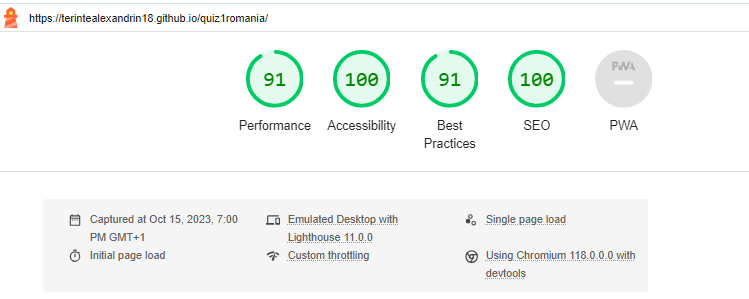 https://terintealexandrin18.github.io/quiz1romania/
91 100 91 100 PWA
Performance Accessibility Best Practices SEO PWA
Captured at Oct 15, 2023, 7:00 PM GMT+1
Emulated Desktop with Lighthouse 11.0.0
Single page load
Initial page load
Custom throttling
Using Chromium 118.0.0.0 with devtools